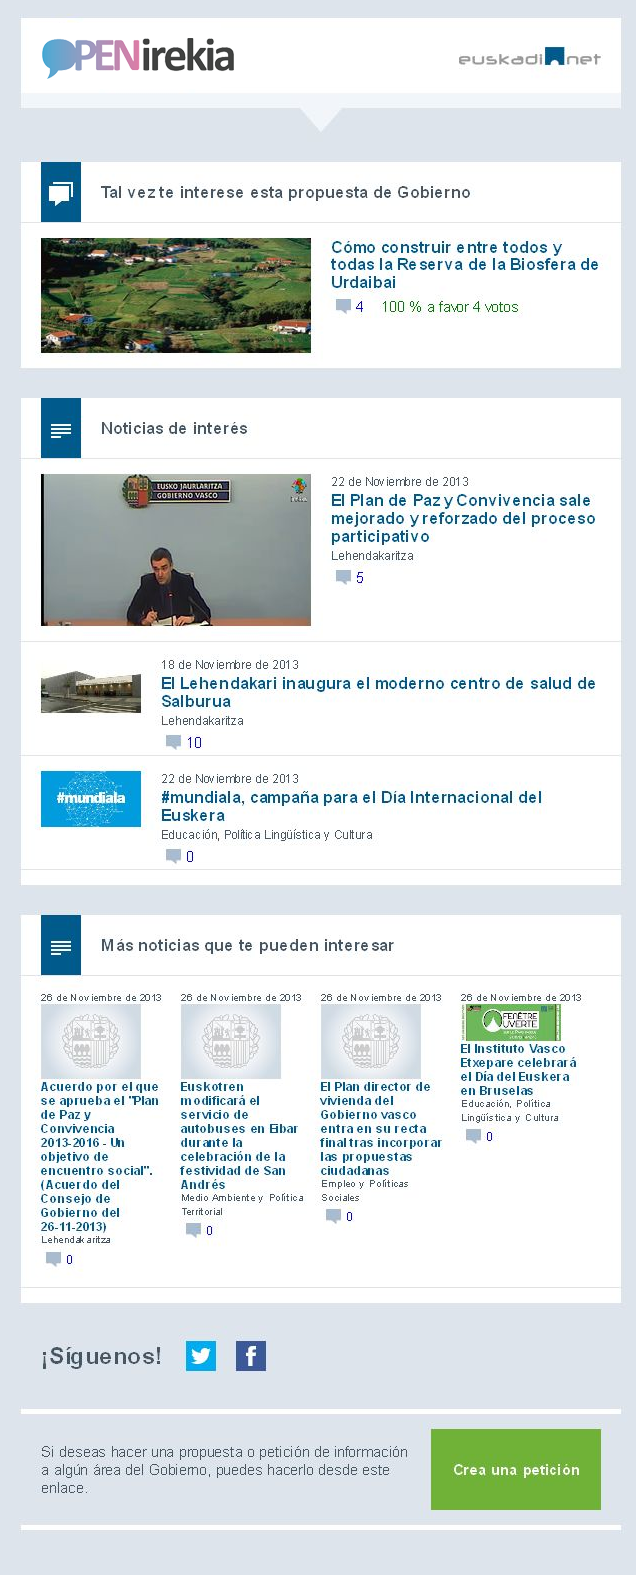 OPENirekia
euskadi.net
Tal vez te interese esta propuesta de Gobierno
Cómo construir entre todos y
todas la Reserva de la Biosfera de
Urdaibai
4 100 % a favor 4 votos
Noticias de interés
EUSKO JAURLARITZA
GOBIERNO VASCO
22 de Noviembre de 2013
El Plan de Paz y Convivencia sale
mejorado y reforzado del proceso
participativo
Lehendakaritza
5
18 de Noviembre de 2013
El Lehendakari inaugura el moderno centro de salud de
Salburua
Lehendakaritza
10
#mundiala
22 de Noviembre de 2013
#mundiala, campaña para el Día Internacional del
Euskera
Educación, Política Lingüística y Cultura
0
Más noticias que te pueden interesar
26 de Noviembre de 2013
Acuerdo por el que
se aprueba el "Plan
de Paz y
Convivencia
2013-2016 - Un
objetivo de
encuentro social".
(Acuerdo del
Consejo de
Gobierno del
26-11-2013)
Lehendakaritza
0
26 de Noviembre de 2013
Euskotren
modificará el
servicio de
autobuses en Eibar
durante la
celebración de la
festividad de San
Andrés
Medio Ambiente y Política
Territorial
0
26 de Noviembre de 2013
El Plan director de
vivienda del
Gobierno vasco
entra en su recta
final tras incorporar
las propuestas
ciudadanas
Empleo y Políticas
Sociales
0
26 de Noviembre de 2013
FENÊTRE
OUVERTE
El Instituto Vasco
Etxepare celebrará
el Día del Euskera
en Bruselas
Educación, Política
Lingüística y Cultura
0
¡Síguenos!
Si deseas hacer una propuesta o petición de información
a algún área del Gobierno, puedes hacerlo desde este
enlace.
Crea una petición